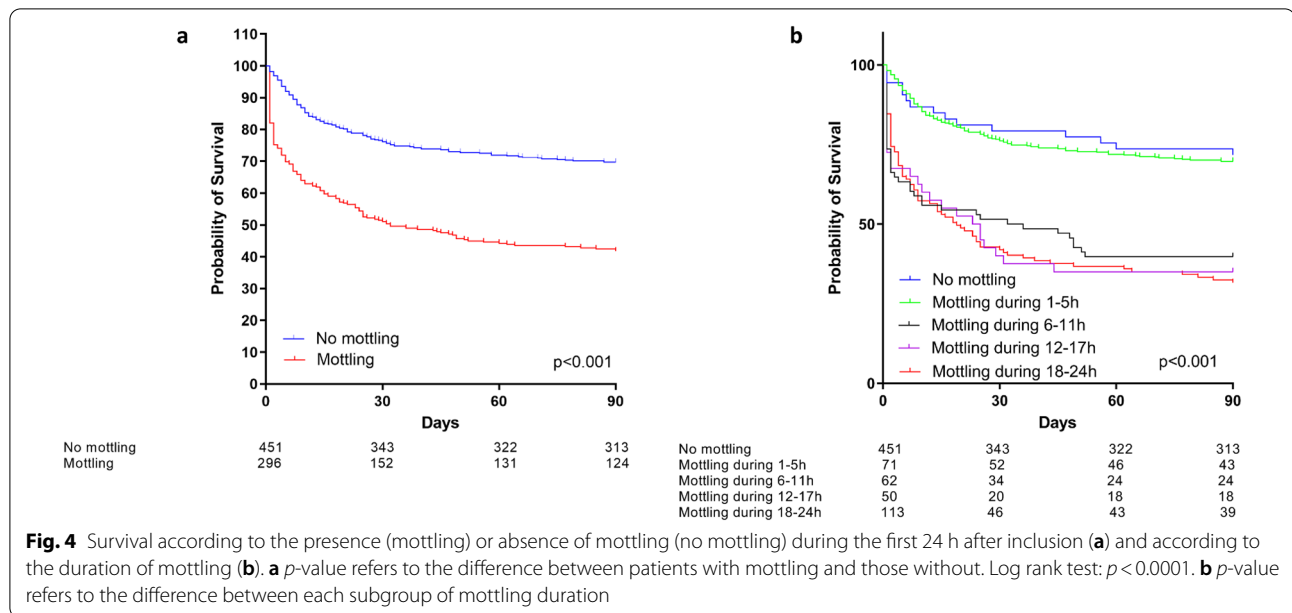 a
110
100
90
80
70
60
50
40
30
20
10
0
Probability of Survival
No mottling
Mottling
p<0.001
0 30 60 90
Days
No mottling 451 343 322 313
Mottling 296 152 131 124
b
100
50
0
Probability of Survival
No mottling
Mottling during 1-5h
Mottling during 6-11h
Mottling during 12-17h
Mottling during 18-24h
p<0.001
0 30 60 90
Days
No mottling 451 343 322 313
Mottling during 1-5h 71 52 46 43
Mottling during 6-11h 62 34 24 24
Mottling during 12-17h 50 20 18 18
Mottling during 18-24h 113 46 43 39
Fig. 4 Survival according to the presence (mottling) or absence of mottling (no mottling) during the first 24 h after inclusion (a) and according to
the duration of mottling (b). a p-value refers to the difference between patients with mottling and those without. Log rank test: p < 0.0001. b p-value
refers to the difference between each subgroup of mottling duration